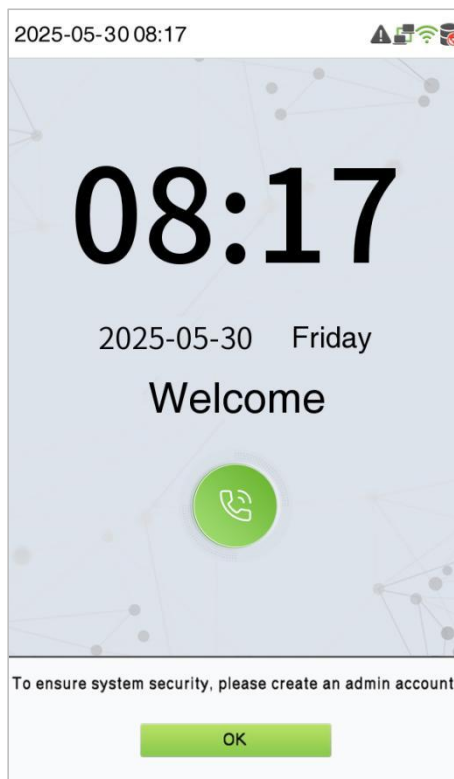 2025-05-30 08:17
08:17
2025-05-30 Friday
Welcome
To ensure system security, please create an admin account
OK